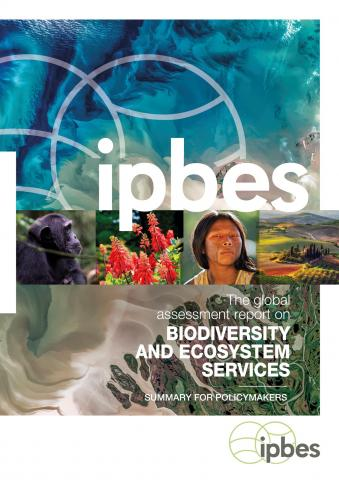 ipbes
The global
assessment report on
BIODIVERSITY
AND ECOSYSTEM
SERVICES
SUMMARY FOR POLICYMAKERS
ipbes